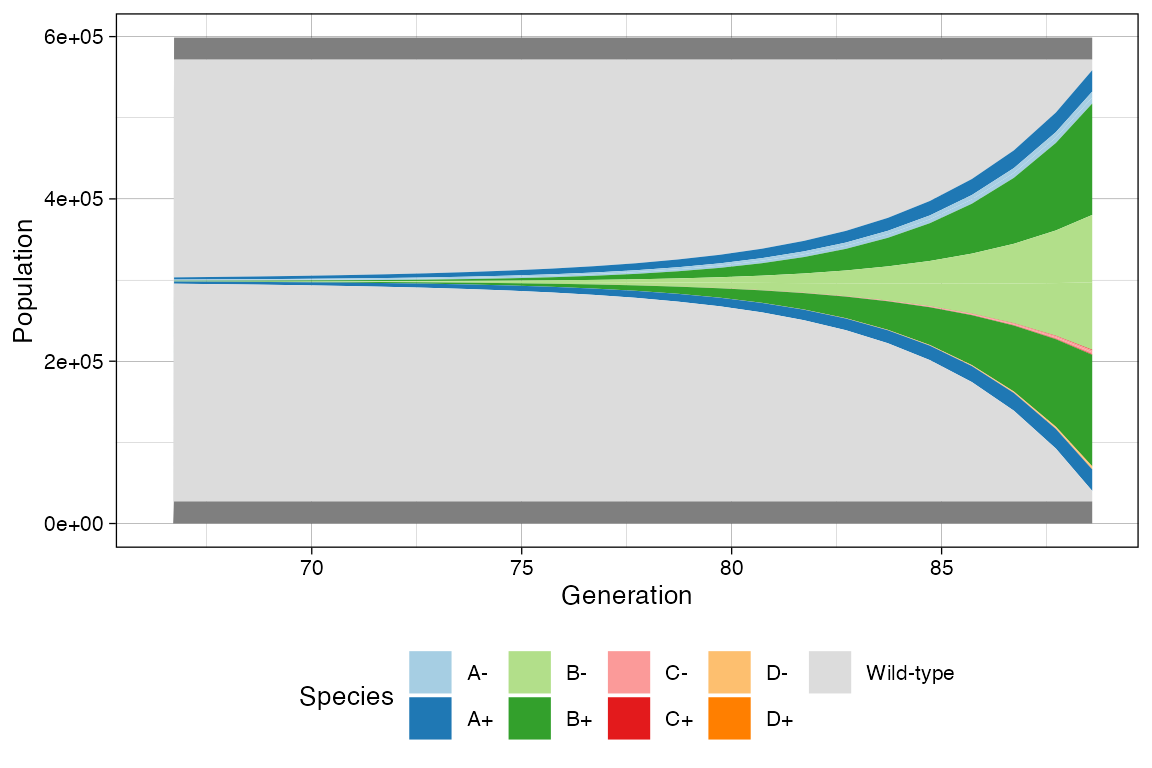 6e+05
4e+05
2e+05
0e+00
Population
70 75 80 85
Generation
Species
A- B- C- D- Wild-type
A+ B+ C+ D+